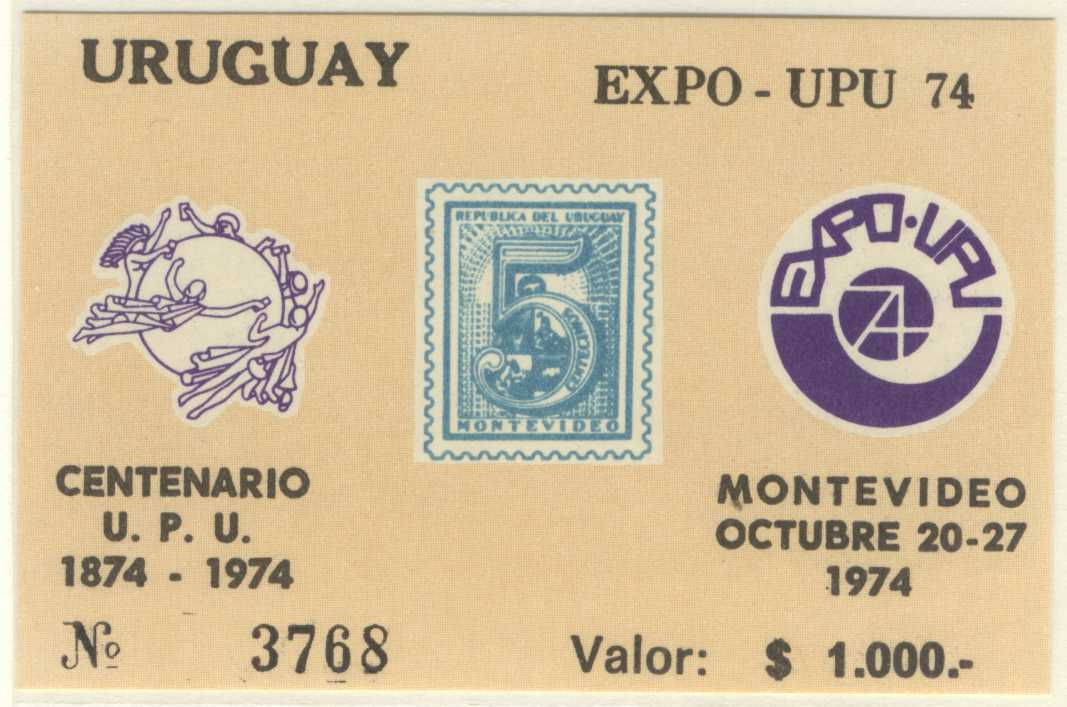 URUGUAY
EXPO - UPU 74
REPUBLICA DEL URUGUAY
5
CENTESIMOS
MONTEVIDEO
EXPO·UPU
74
CENTENARIO
U. P. U.
1874 - 1974
MONTEVIDEO
OCTUBRE 20-27
1974
Nº 3768
Valor: $ 1.000.-